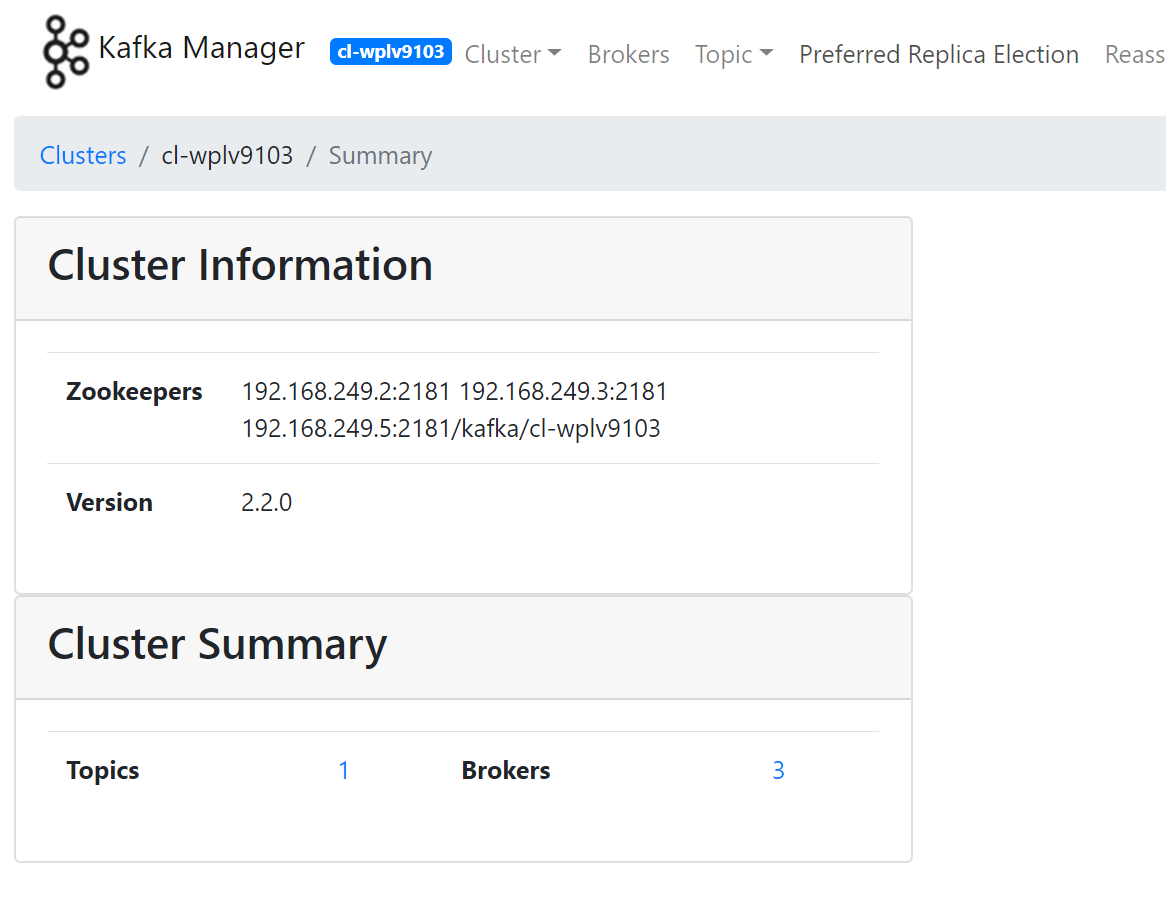 Kafka Manager cl-wplv9103 Cluster Brokers Topic Preferred Replica Election Reass
Clusters / cl-wplv9103 / Summary
Cluster Information
Zookeepers 192.168.249.2:2181 192.168.249.3:2181
192.168.249.5:2181/kafka/cl-wplv9103
Version 2.2.0
Cluster Summary
Topics 1 Brokers 3